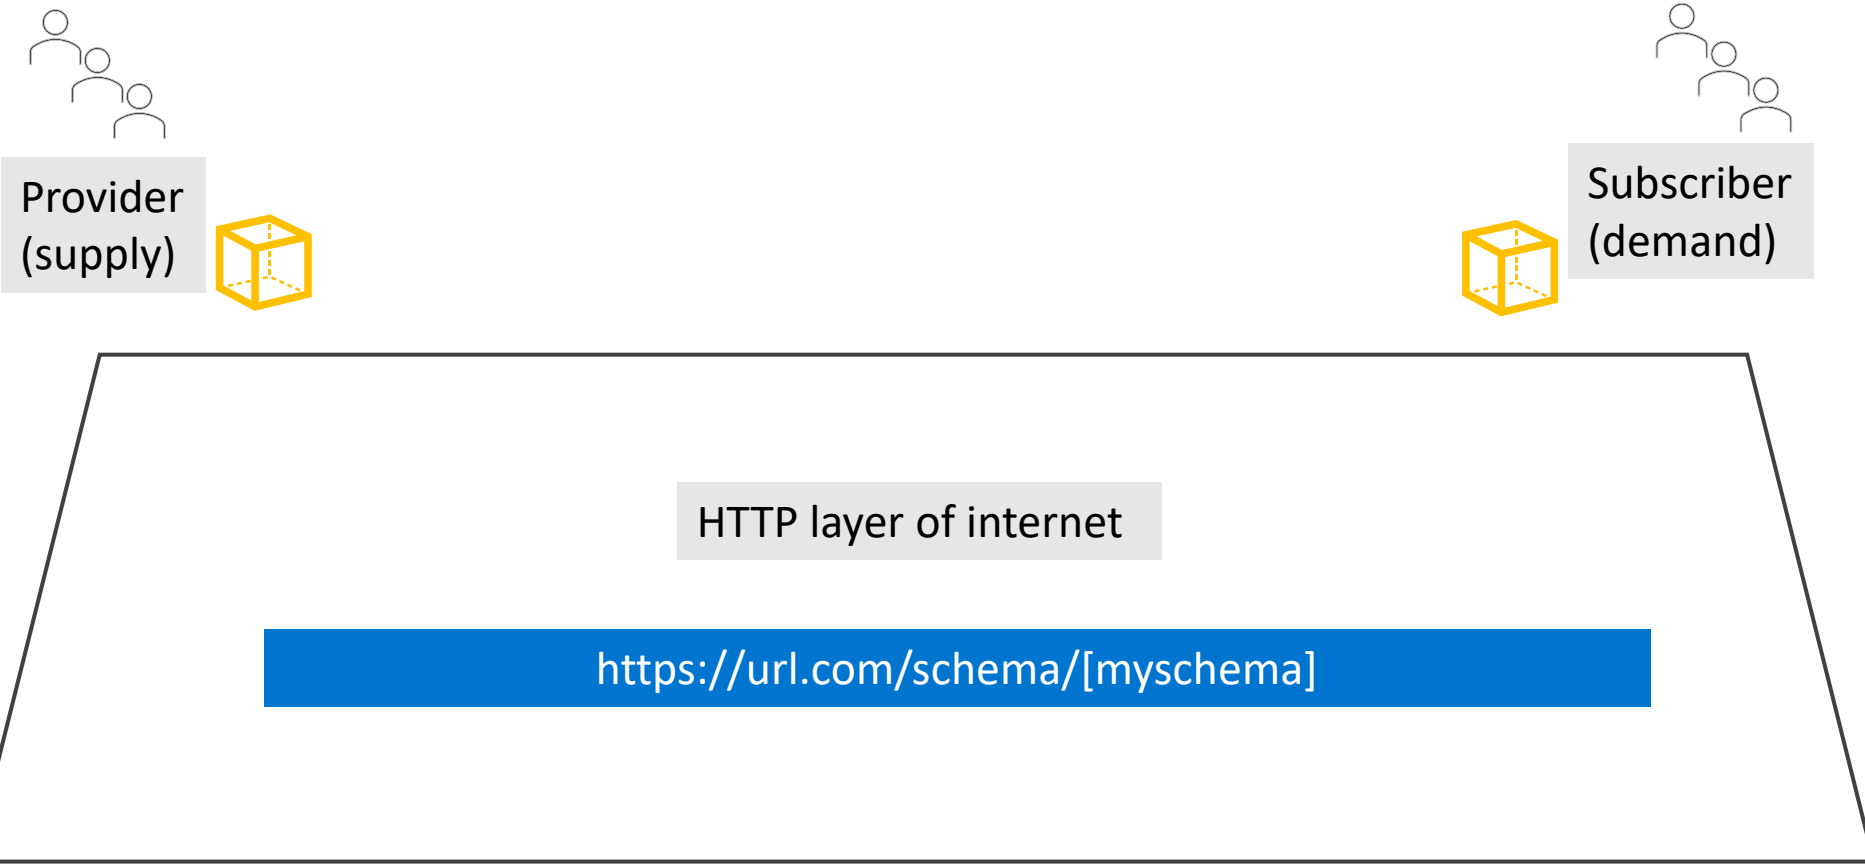 Provider
(supply)
Subscriber
(demand)
HTTP layer of internet
https://url.com/schema/[myschema]